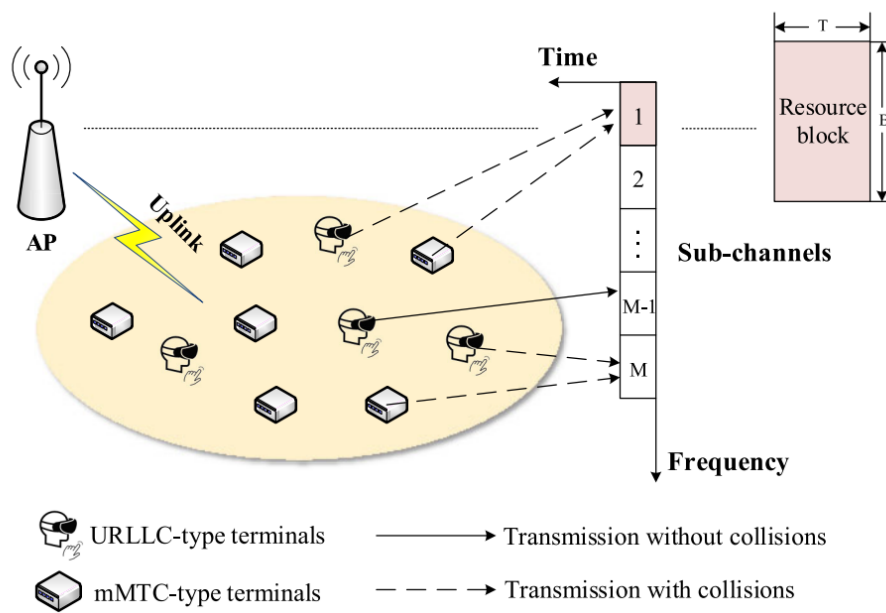 T
Time
1
Resource
block
B
2
Uplink
AP
⋮
Sub-channels
M-1
M
Frequency
URLLC-type terminals
Transmission without collisions
mMTC-type terminals
Transmission with collisions